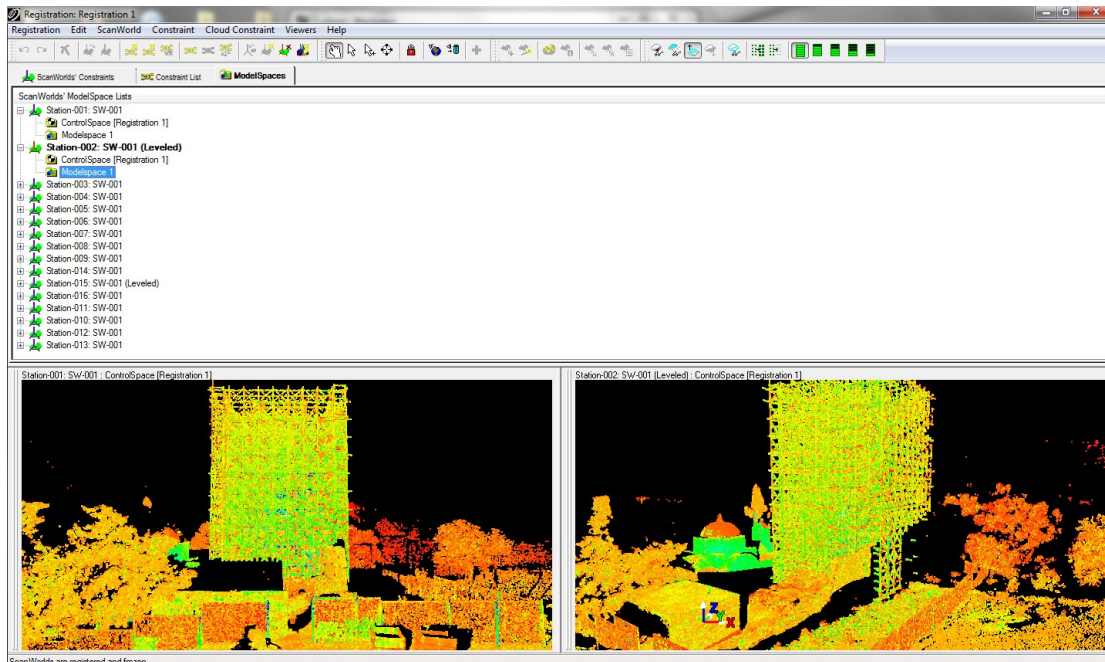 Registration: Registration 1
Registration Edit ScanWorld Constraint Cloud Constraint Viewers Help
ScanWorlds' Constraints Constraint List ModelSpaces
ScanWorlds' ModelSpace Lists
Station-001: SW-001
ControlSpace [Registration 1]
Modelspace 1
Station-002: SW-001 (Leveled)
ControlSpace [Registration 1]
Modelspace 1
Station-003: SW-001
Station-004: SW-001
Station-005: SW-001
Station-006: SW-001
Station-007: SW-001
Station-008: SW-001
Station-009: SW-001
Station-014: SW-001
Station-015: SW-001 (Leveled)
Station-016: SW-001
Station-011: SW-001
Station-010: SW-001
Station-012: SW-001
Station-013: SW-001
Station-001: SW-001 : ControlSpace [Registration 1]
Station-002: SW-001 (Leveled) : ControlSpace [Registration 1]
Z
X
ScanWorlds are registered and frozen